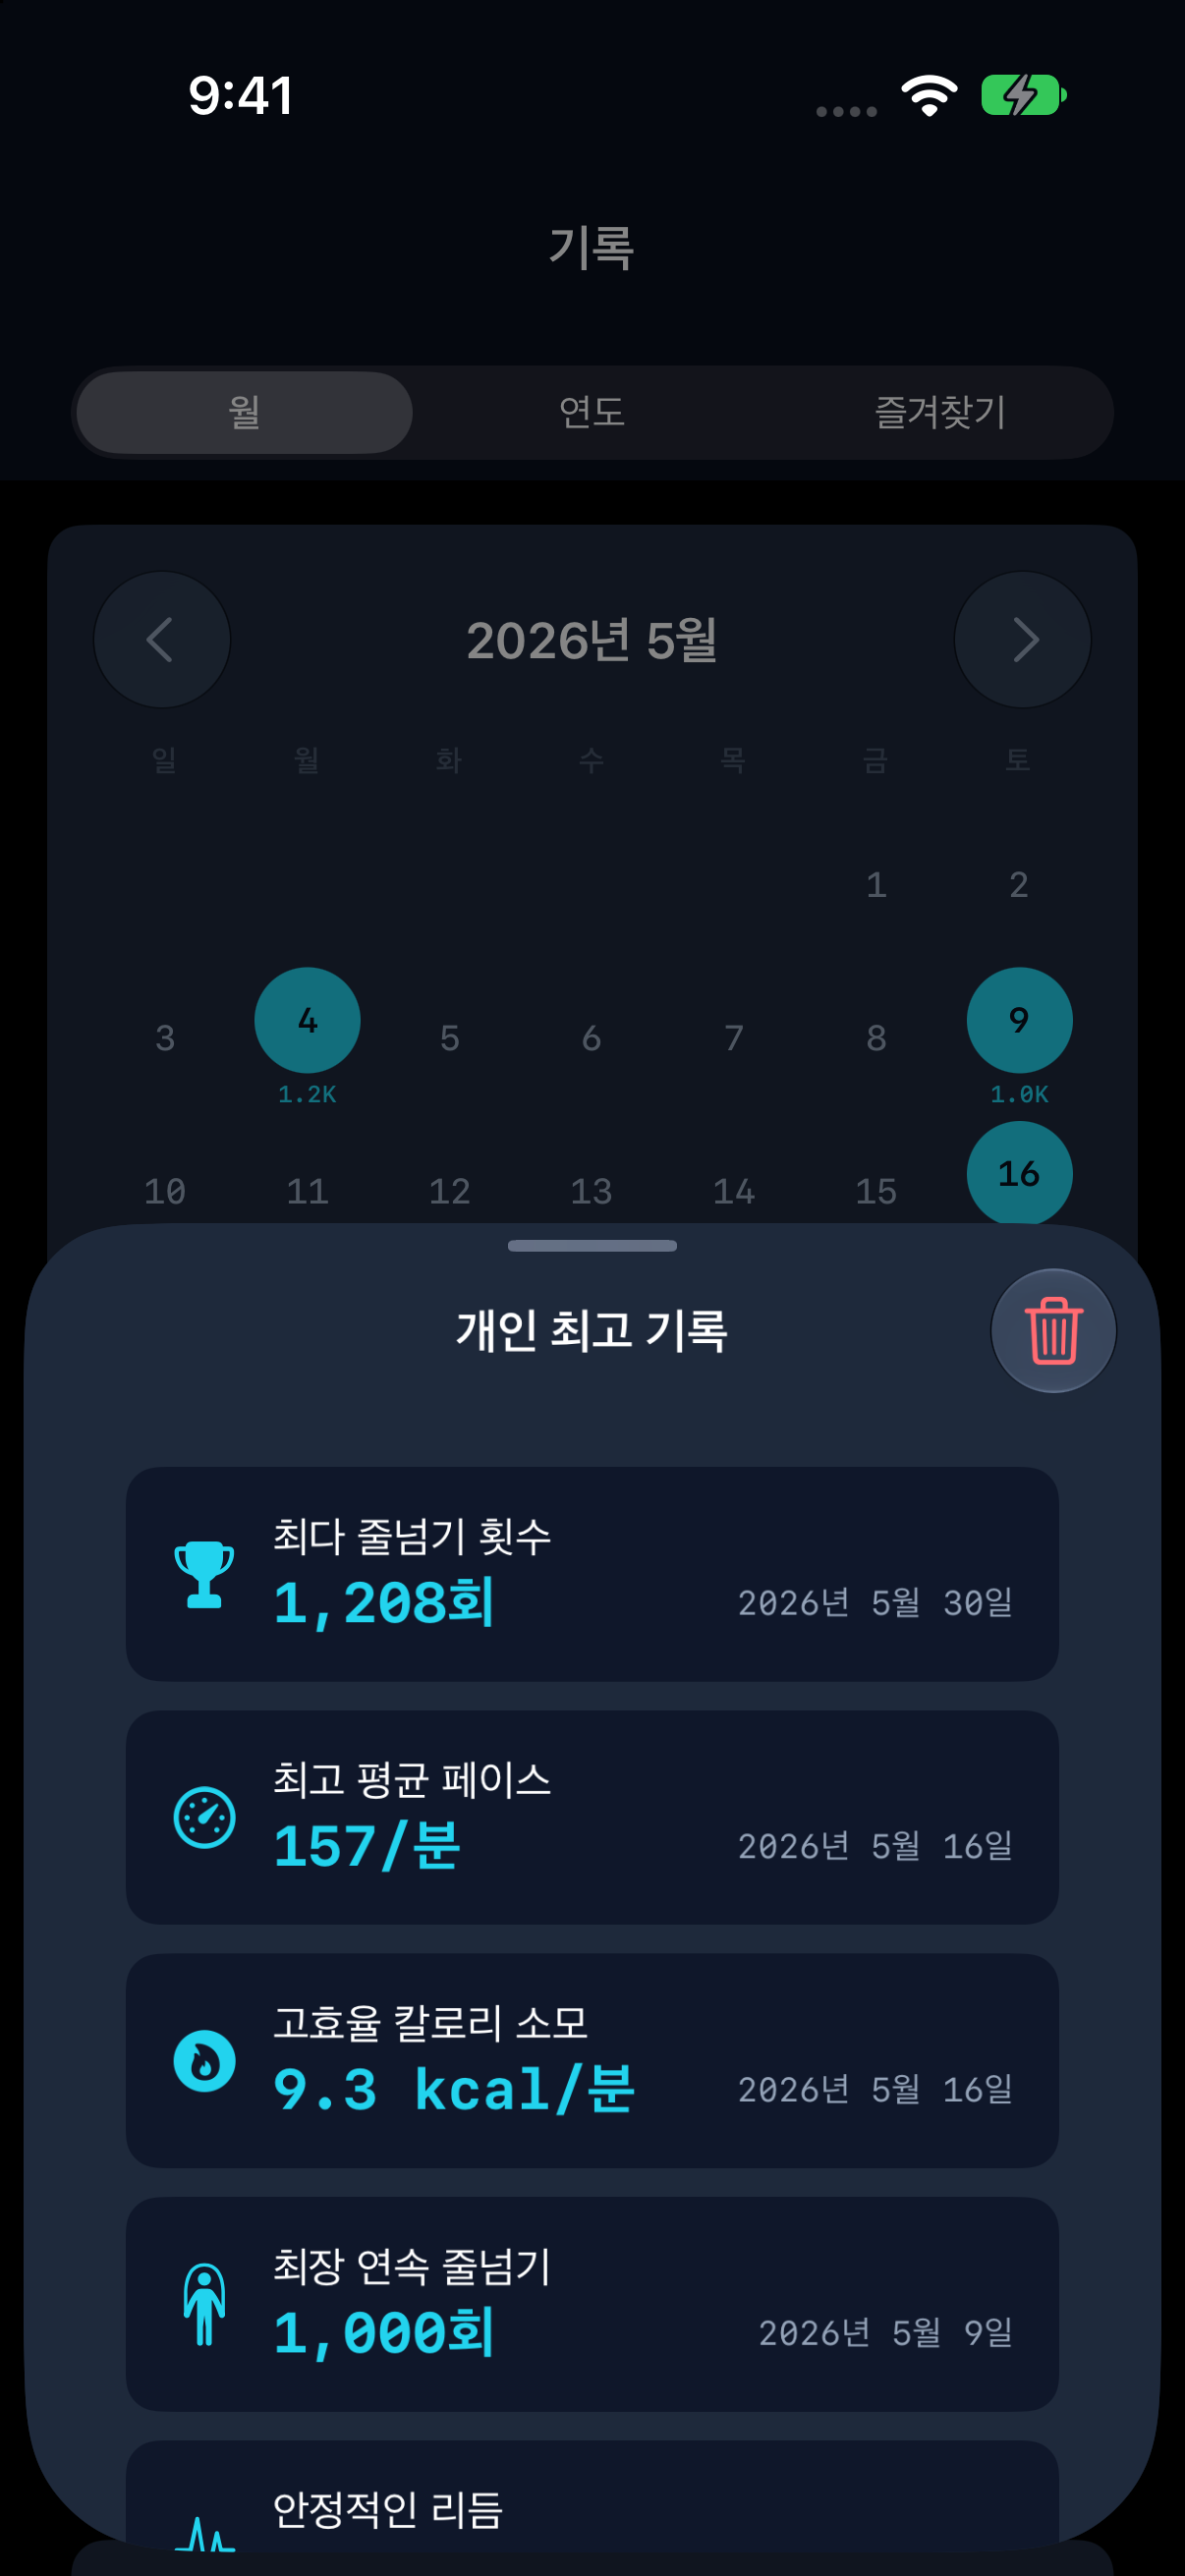 9:41
기록
월 연도 즐겨찾기
2026년 5월
일 월 화 수 목 금 토
1 2
3 4 5 6 7 8 9
1.2K 1.0K
10 11 12 13 14 15 16
개인 최고 기록
최다 줄넘기 횟수
1,208회 2026년 5월 30일
최고 평균 페이스
157/분 2026년 5월 16일
고효율 칼로리 소모
9.3 kcal/분 2026년 5월 16일
최장 연속 줄넘기
1,000회 2026년 5월 9일
안정적인 리듬